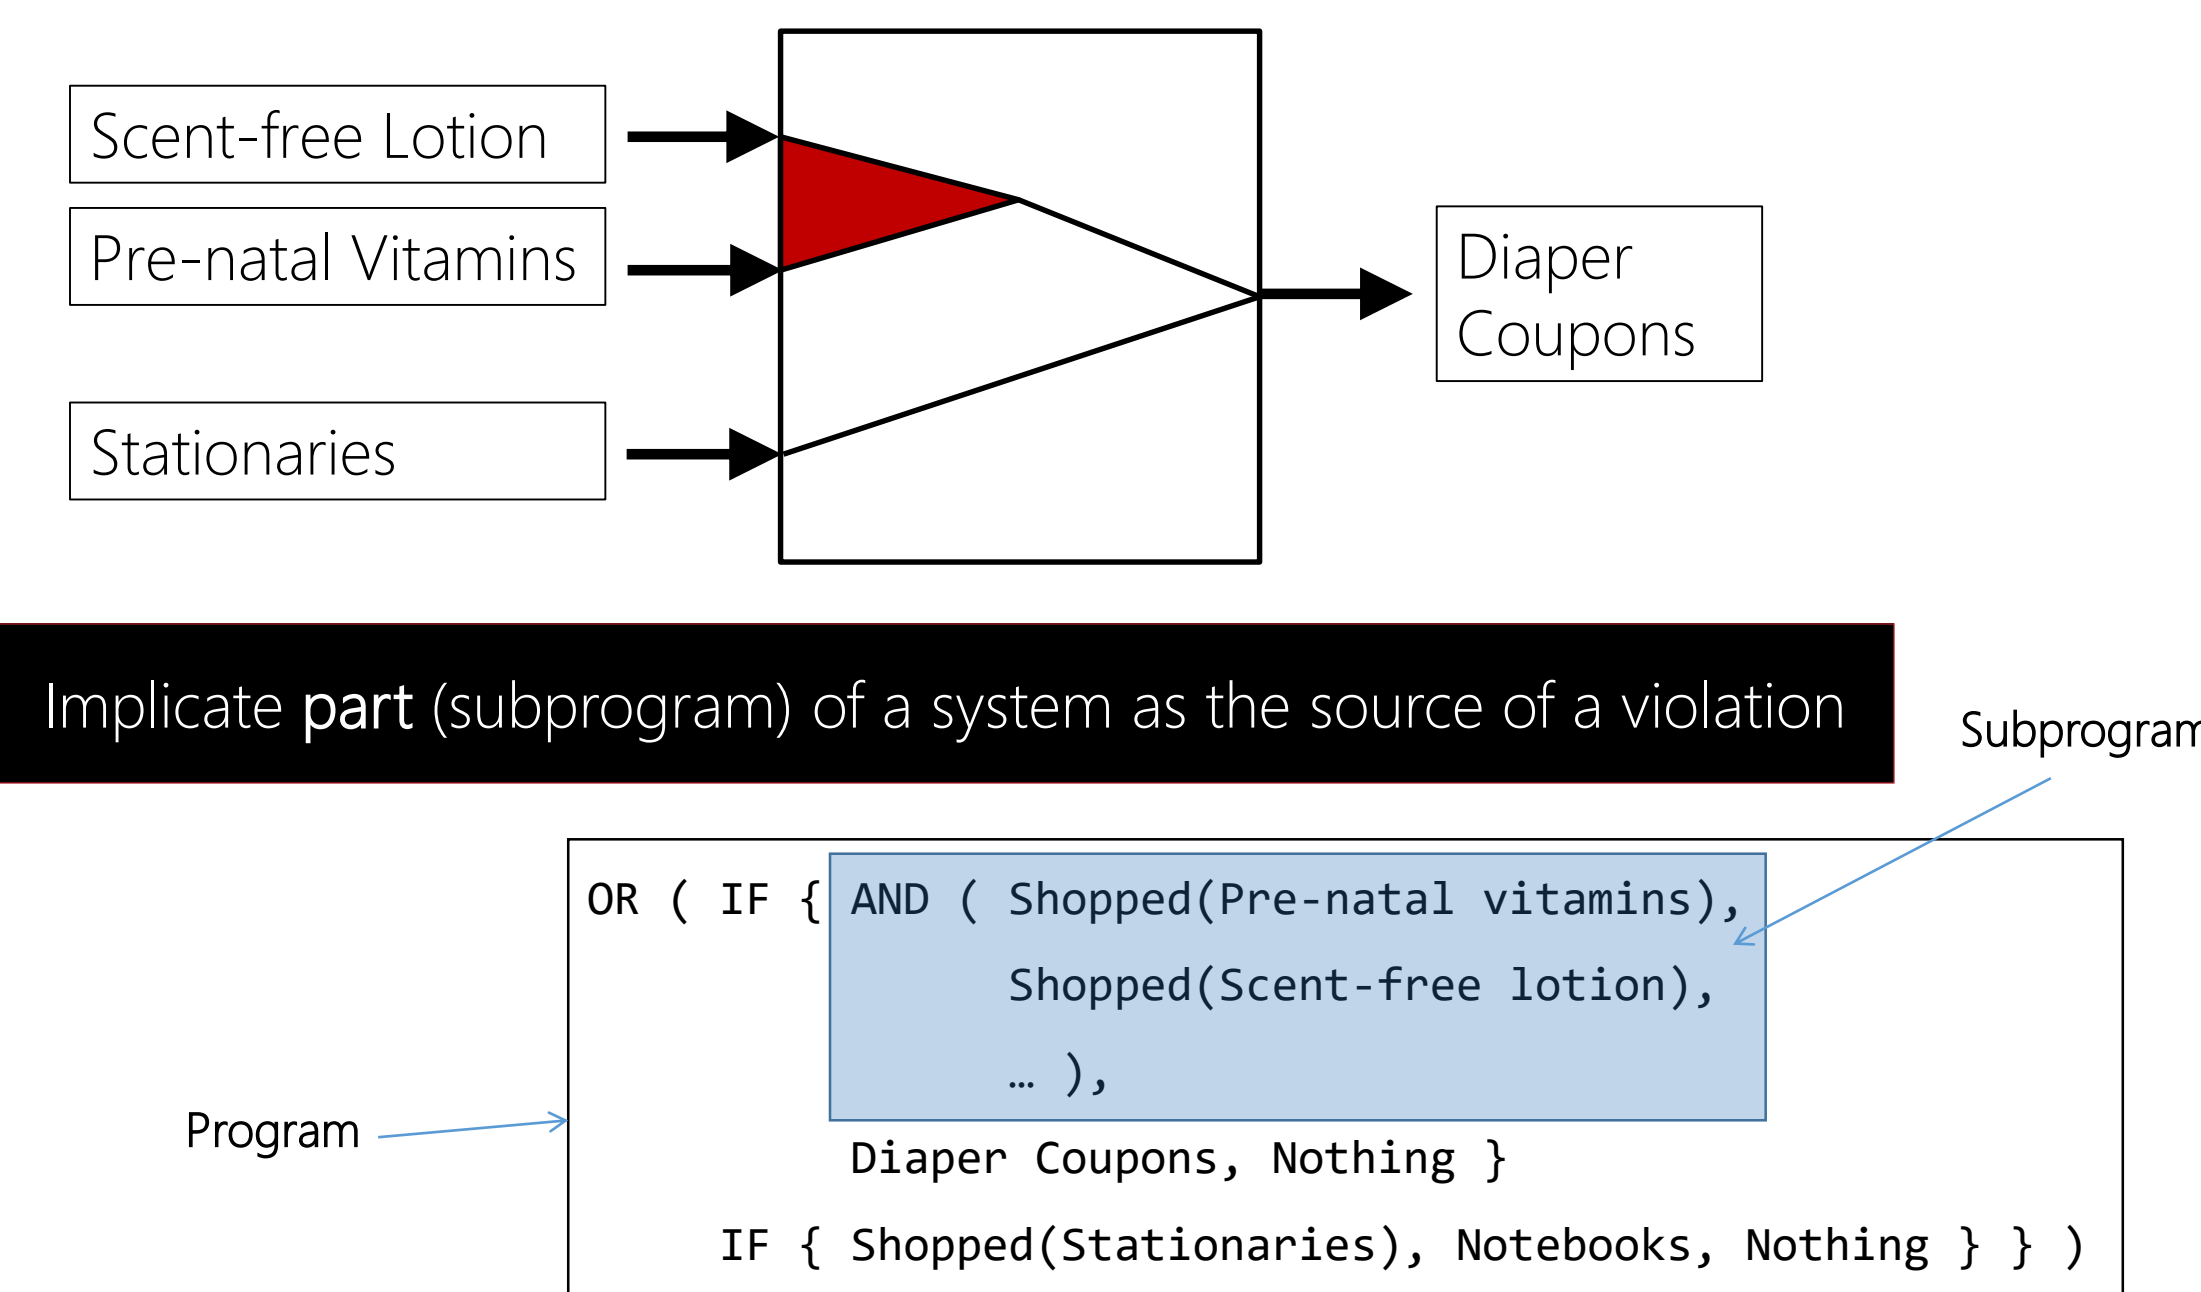 Scent-free Lotion
Pre-natal Vitamins
Stationaries
Diaper
Coupons
Implicate part (subprogram) of a system as the source of a violation
Program
OR ( IF { AND ( Shopped(Pre-natal vitamins),
Shopped(Scent-free lotion),
… ),
Diaper Coupons, Nothing }
IF { Shopped(Stationaries), Notebooks, Nothing } } )